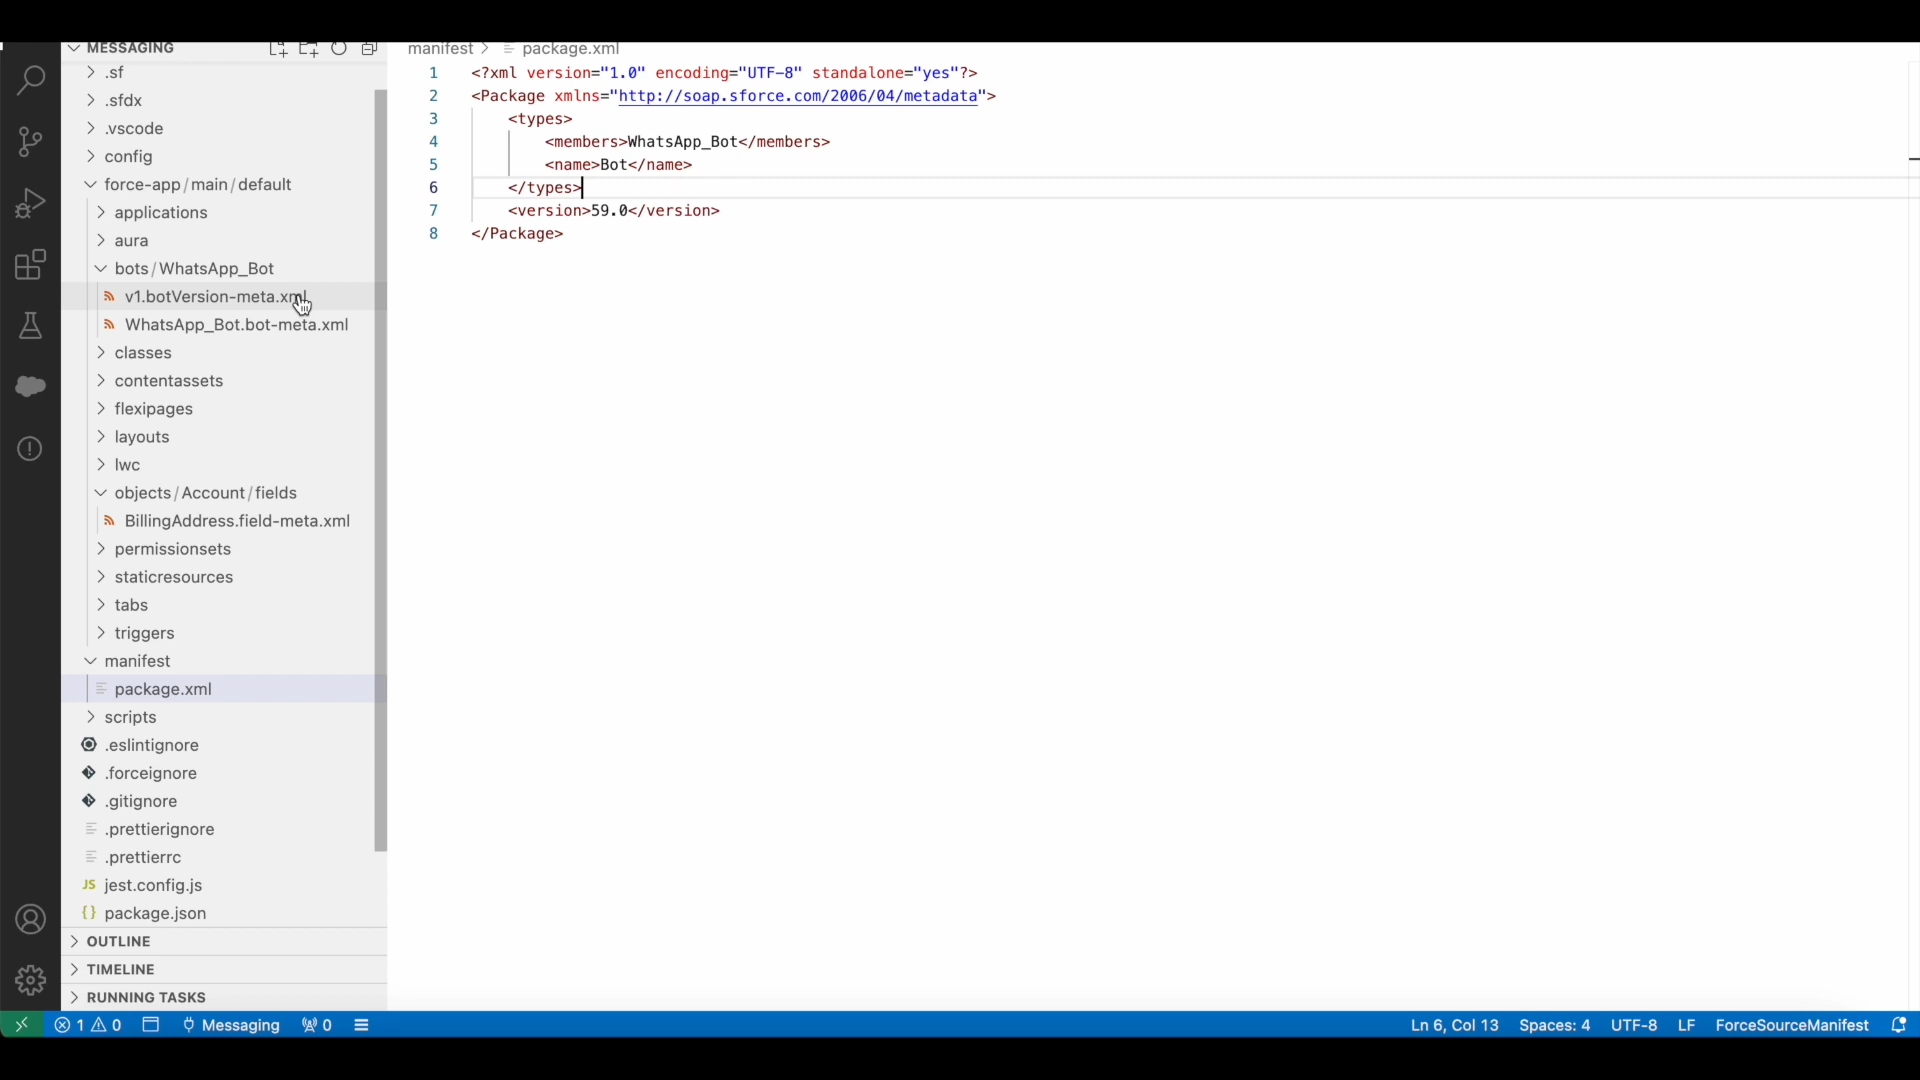 MESSAGING
.sf
.sfdx
.vscode
config
force-app/main/default
applications
aura
bots/WhatsApp_Bot
v1.botVersion-meta.xml
WhatsApp_Bot.bot-meta.xml
classes
contentassets
flexipages
layouts
lwc
objects/Account/fields
BillingAddress.field-meta.xml
permissionsets
staticresources
tabs
triggers
manifest
package.xml
scripts
.eslintignore
.forceignore
.gitignore
.prettierignore
.prettierrc
JS jest.config.js
{} package.json
OUTLINE
TIMELINE
RUNNING TASKS
manifest > package.xml
1 <?xml version="1.0" encoding="UTF-8" standalone="yes"?>
2 <Package xmlns="http://soap.sforce.com/2006/04/metadata">
3 <types>
4 <members>WhatsApp_Bot</members>
5 <name>Bot</name>
6 </types>
7 <version>59.0</version>
8 </Package>
1 0 Messaging 0 Ln 6, Col 13 Spaces: 4 UTF-8 LF ForceSourceManifest